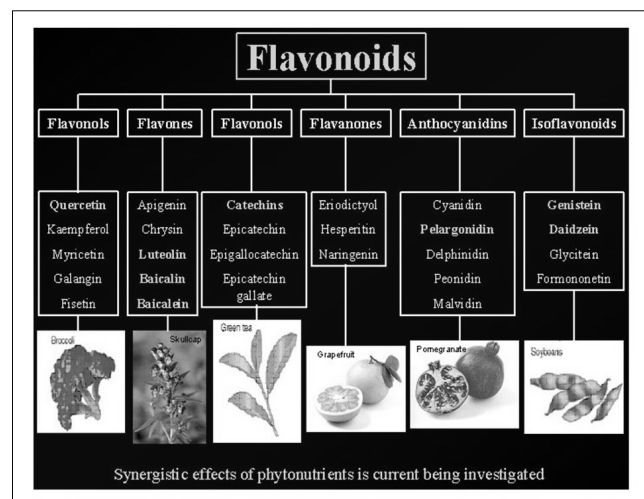 Flavonoids
Flavonols
Flavones
Flavonols
Flavanones
Anthocyanidins
Isoflavonoids
Quercetin
Kaempferol
Myricetin
Galangin
Fisetin
Apigenin
Chrysin
Luteolin
Baicalin
Baicalein
Catechins
Epicatechin
Epigallocatechin
Epicatechin
gallate
Eriodictyol
Hesperitin
Naringenin
Cyanidin
Pelargonidin
Delphinidin
Peonidin
Malvidin
Genistein
Daidzein
Glycitein
Formononetin
Broccoli
Skullcap
Green tea
Grapefruit
Pomegranate
Soybeans
Synergistic effects of phytonutrients is current being investigated